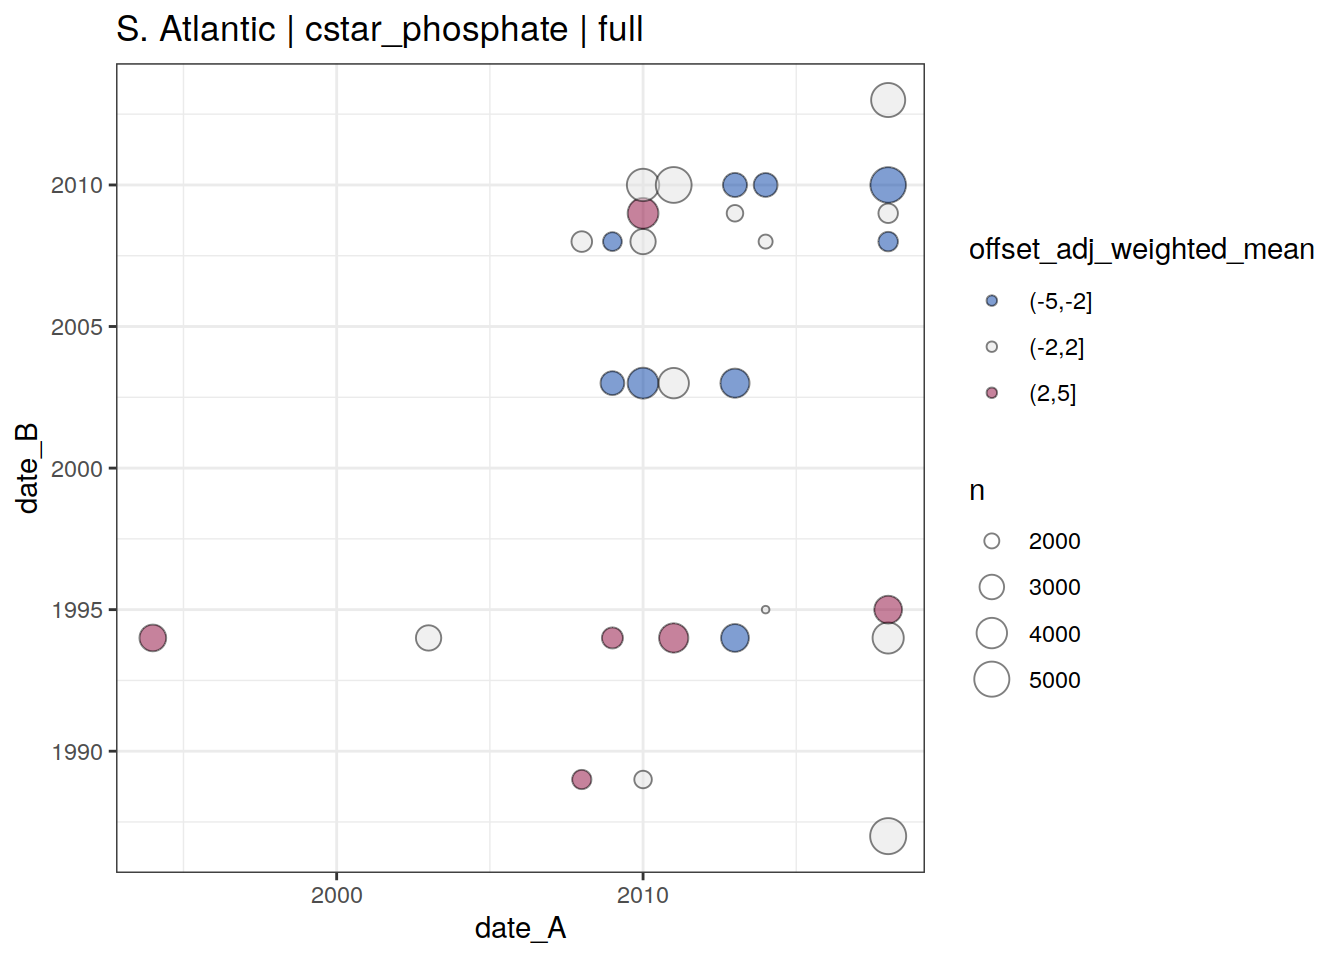 S. Atlantic | cstar_phosphate | full
2010
2005
2000
1995
1990
date_B
2000
2010
date_A
offset_adj_weighted_mean
(-5,-2]
(-2,2]
(2,5]
n
2000
3000
4000
5000